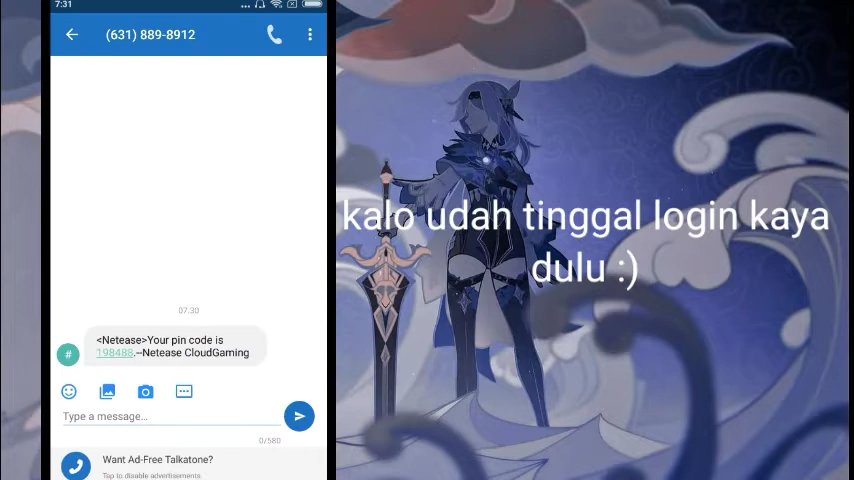 7:31
(631) 889-8912
07.30
<Netease>Your pin code is
198488.--Netease CloudGaming
#
Type a message...
0/580
Want Ad-Free Talkatone?
Tap to disable advertisements
kalo udah tinggal login kaya
dulu :)